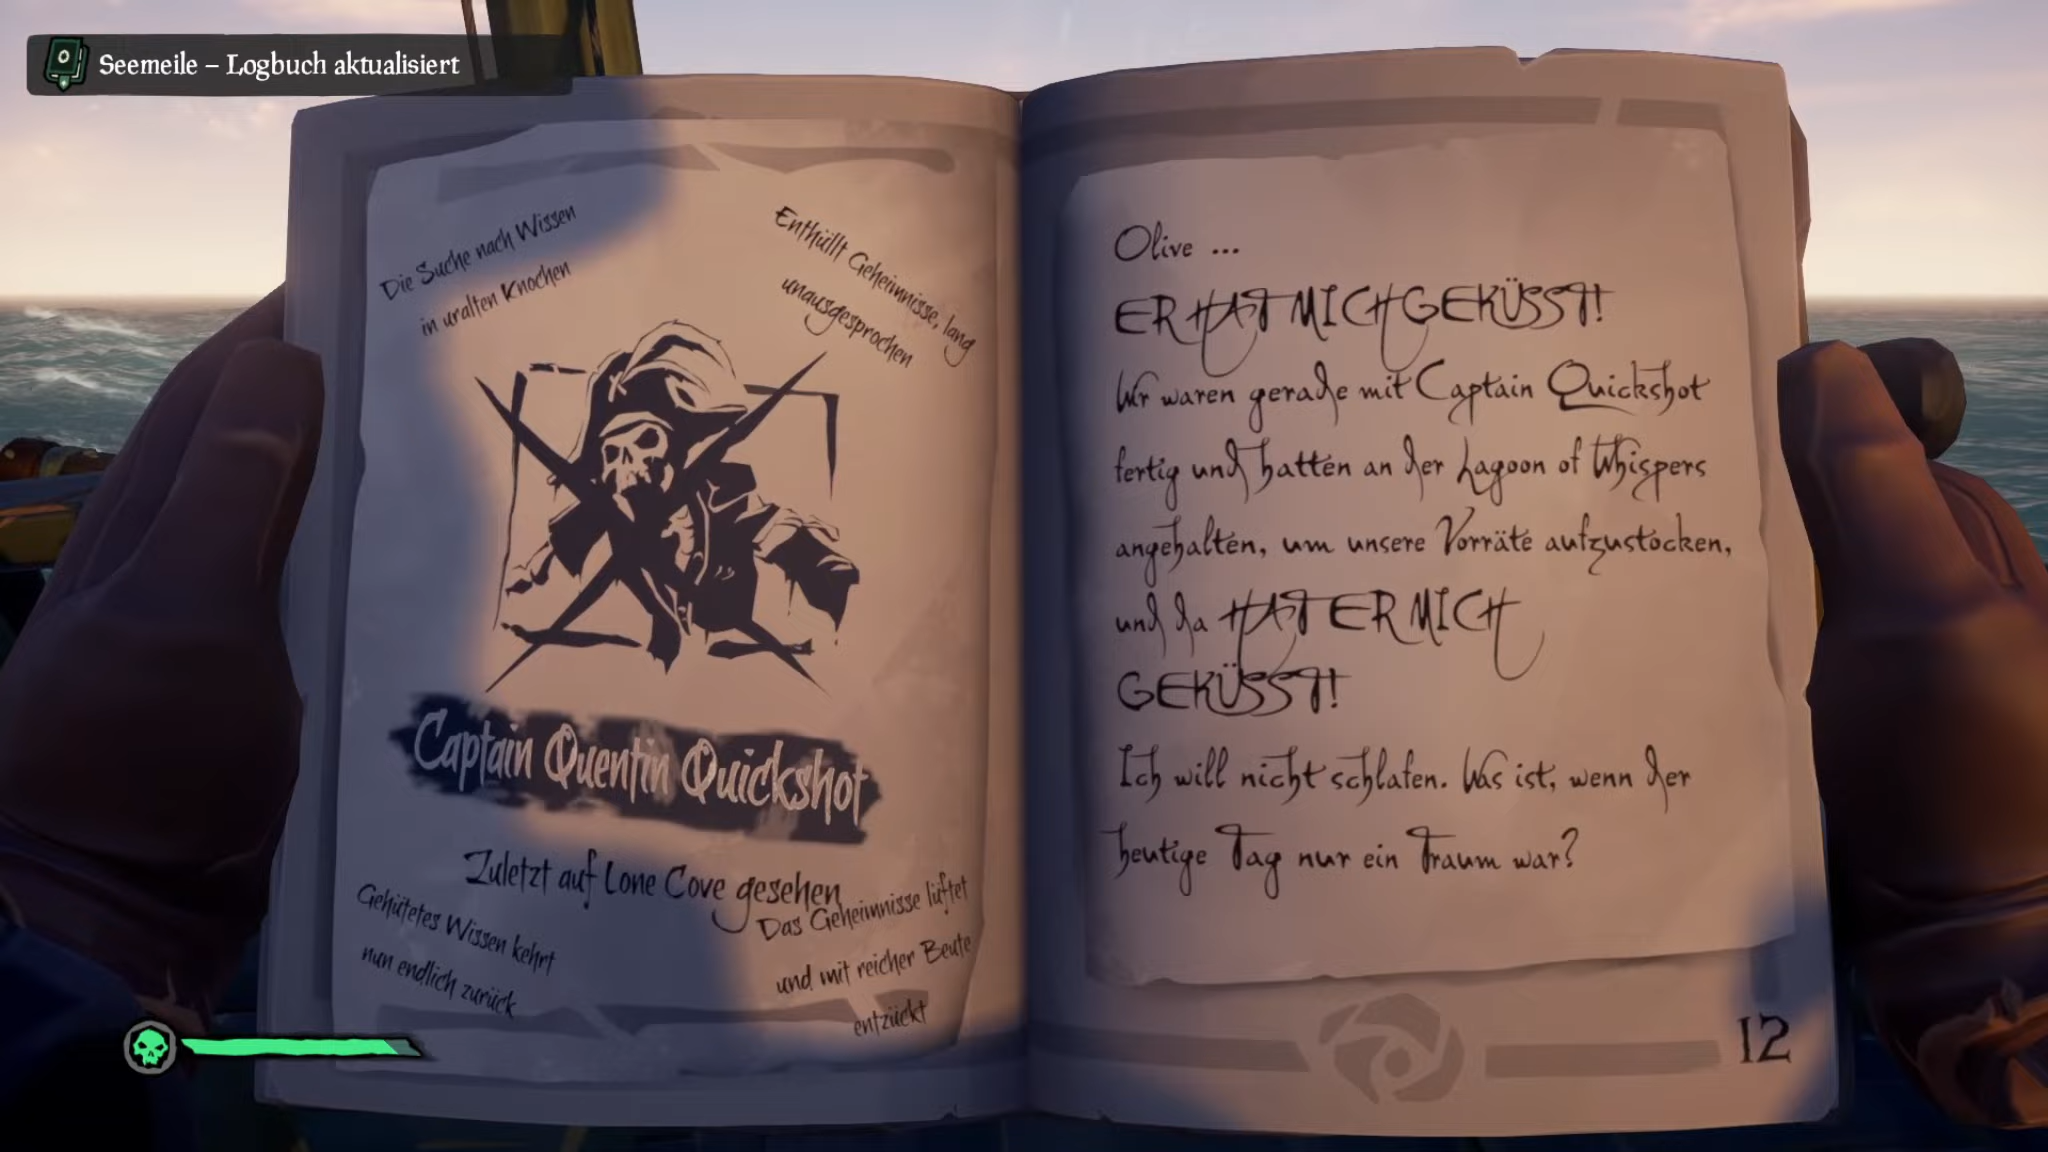 Seemeile – Logbuch aktualisiert
Die Suche nach Wissen
in uralten Knochen
Enthüllt Geheimnisse, lang
unausgesprochen
Captain Quentin Quickshot
Zuletzt auf Lone Cove gesehen
Gehütetes Wissen kehrt
nun endlich zurück
Das Geheimnisse lüftet
und mit reicher Beute
entzückt
Olive ...
ER HAT MICH GEKÜSST!
Wir waren gerade mit Captain Quickshot
fertig und hatten an der Lagoon of Whispers
angehalten, um unsere Vorräte aufzustocken,
und da HAT ER MICH
GEKÜSST!
Ich will nicht schlafen. Was ist, wenn der
heutige Tag nur ein Traum war?
12